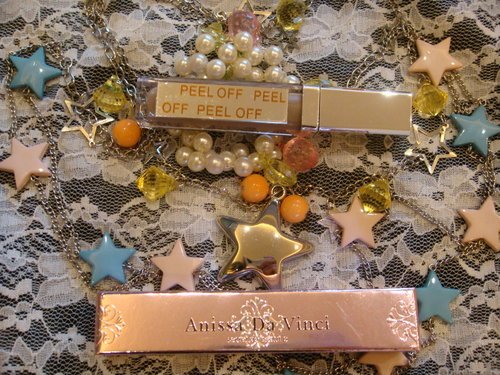 PEEL OFF PEEL
OFF PEEL OFF
Anissa Da Vinci